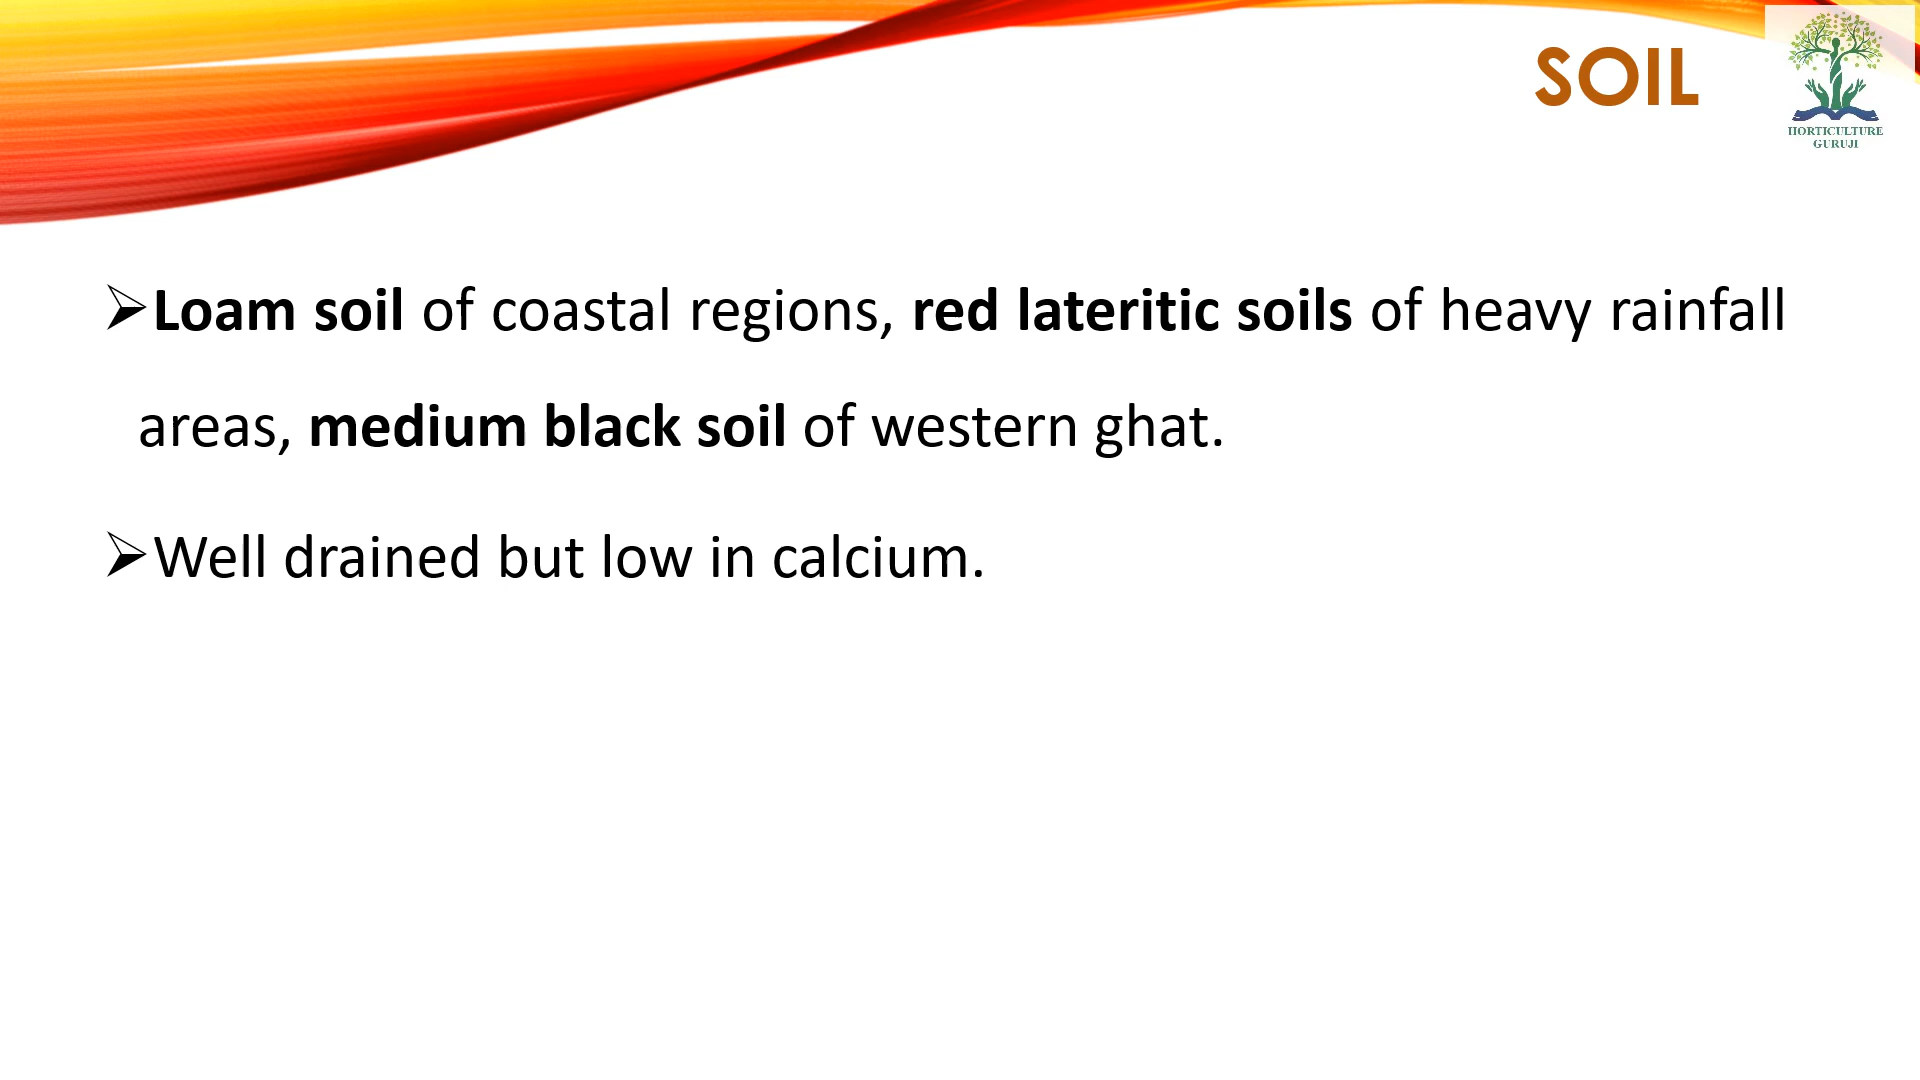 SOIL
HORTICULTURE
GURUJI
➢Loam soil of coastal regions, red lateritic soils of heavy rainfall
areas, medium black soil of western ghat.
➢Well drained but low in calcium.